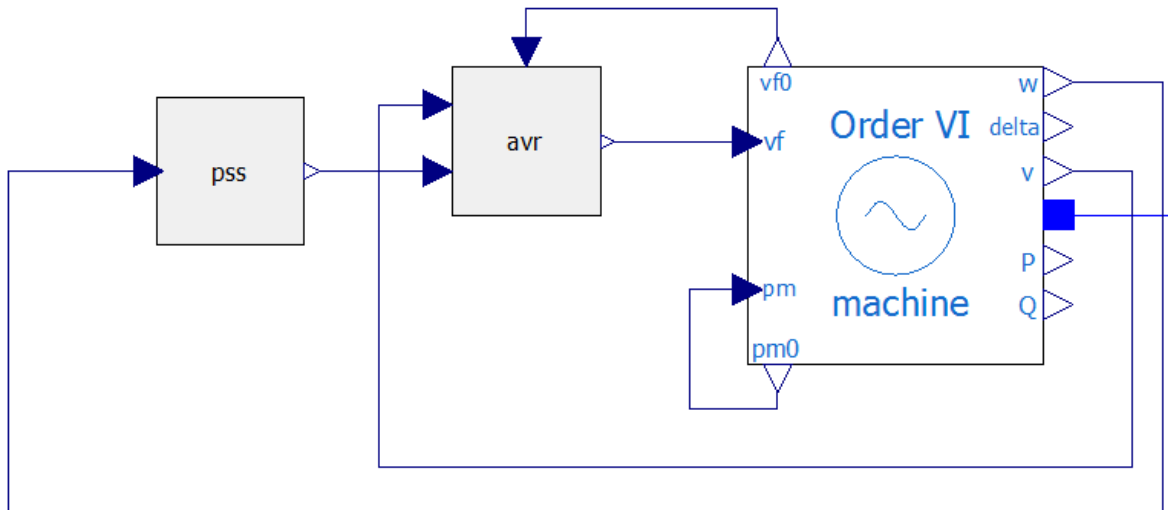 pss
avr
vf0
w
Order VI
delta
vf
v
P
pm
machine
Q
pm0